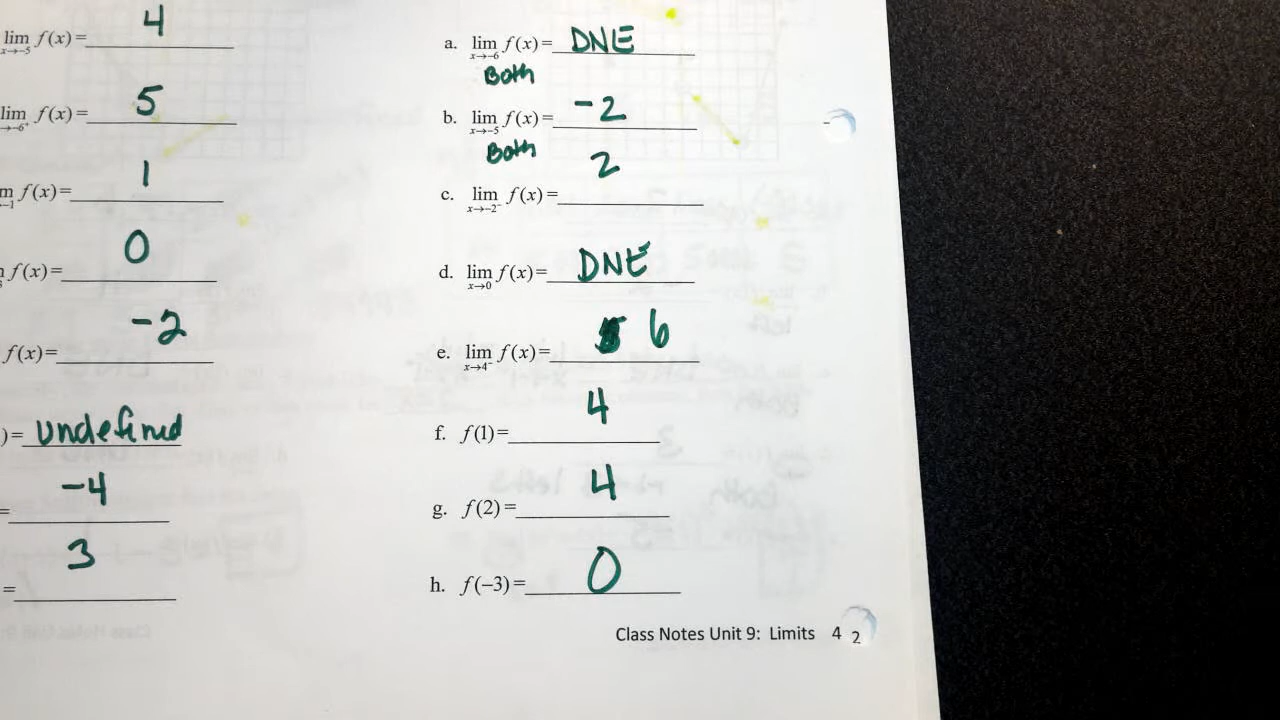 lim f(x)= 4
x→-5
lim f(x)= 5
→-6⁺
m f(x)= 1
→-1
f(x)= 0
f(x)= -2
)= undefined
= -4
= 3
a. lim f(x)= DNE
x→-6
Both
b. lim f(x)= -2
x→-5
Both
c. lim f(x)= 2
x→-2⁻
d. lim f(x)= DNE
x→0
e. lim f(x)= 6
x→4⁻
f. f(1)= 4
g. f(2)= 4
h. f(-3)= 0
Class Notes Unit 9: Limits 4 2